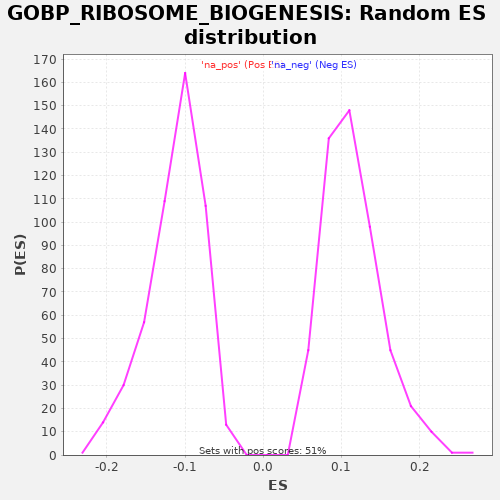 GOBP_RIBOSOME_BIOGENESIS: Random ES
distribution
'na_pos' (Pos 'na_neg' (Neg ES)
170
160
150
140
130
120
110
100
90
80
70
60
50
40
30
20
10
0
P(ES)
Sets with pos scores: 51%
-0.2 -0.1 0.0 0.1 0.2
ES